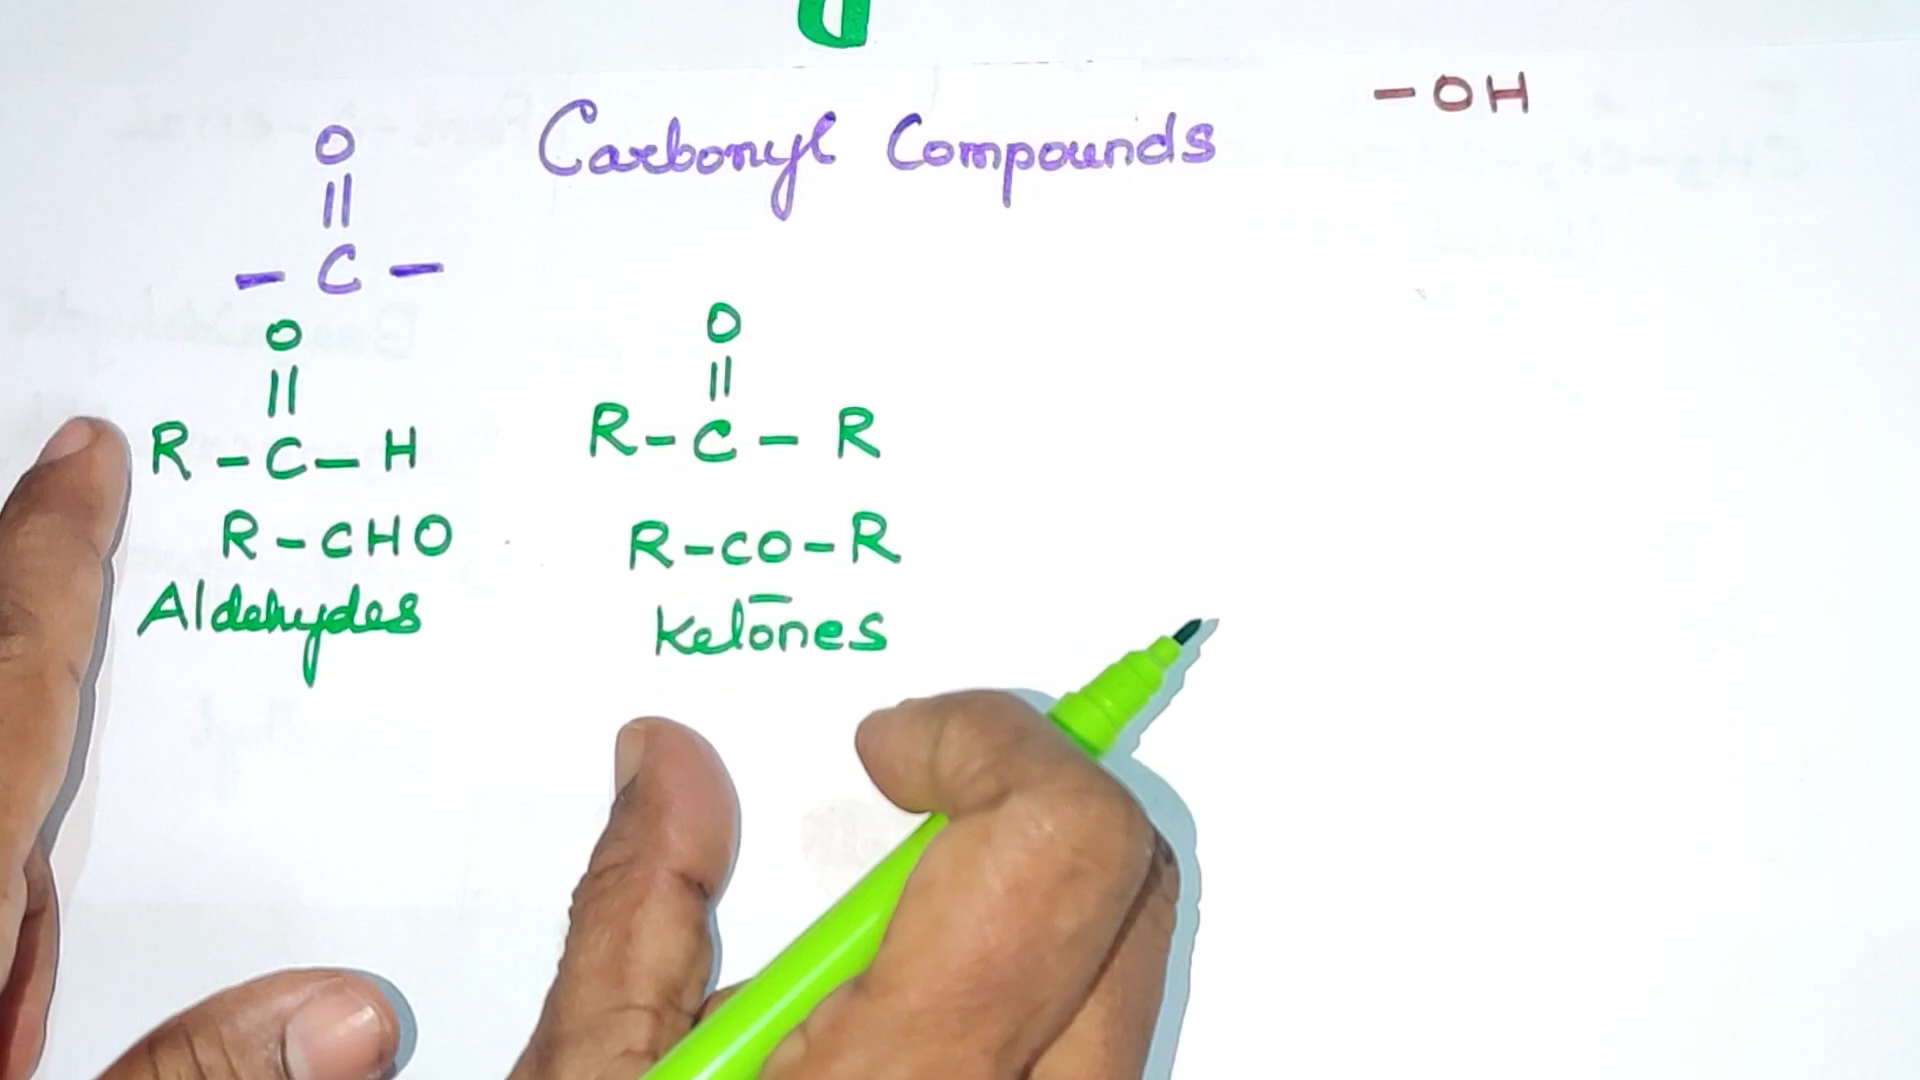 Carbonyl Compounds
- OH
O
||
- C -
O
||
R - C - H
R - CHO
Aldehydes
O
||
R - C - R
R - CO - R
Ketones